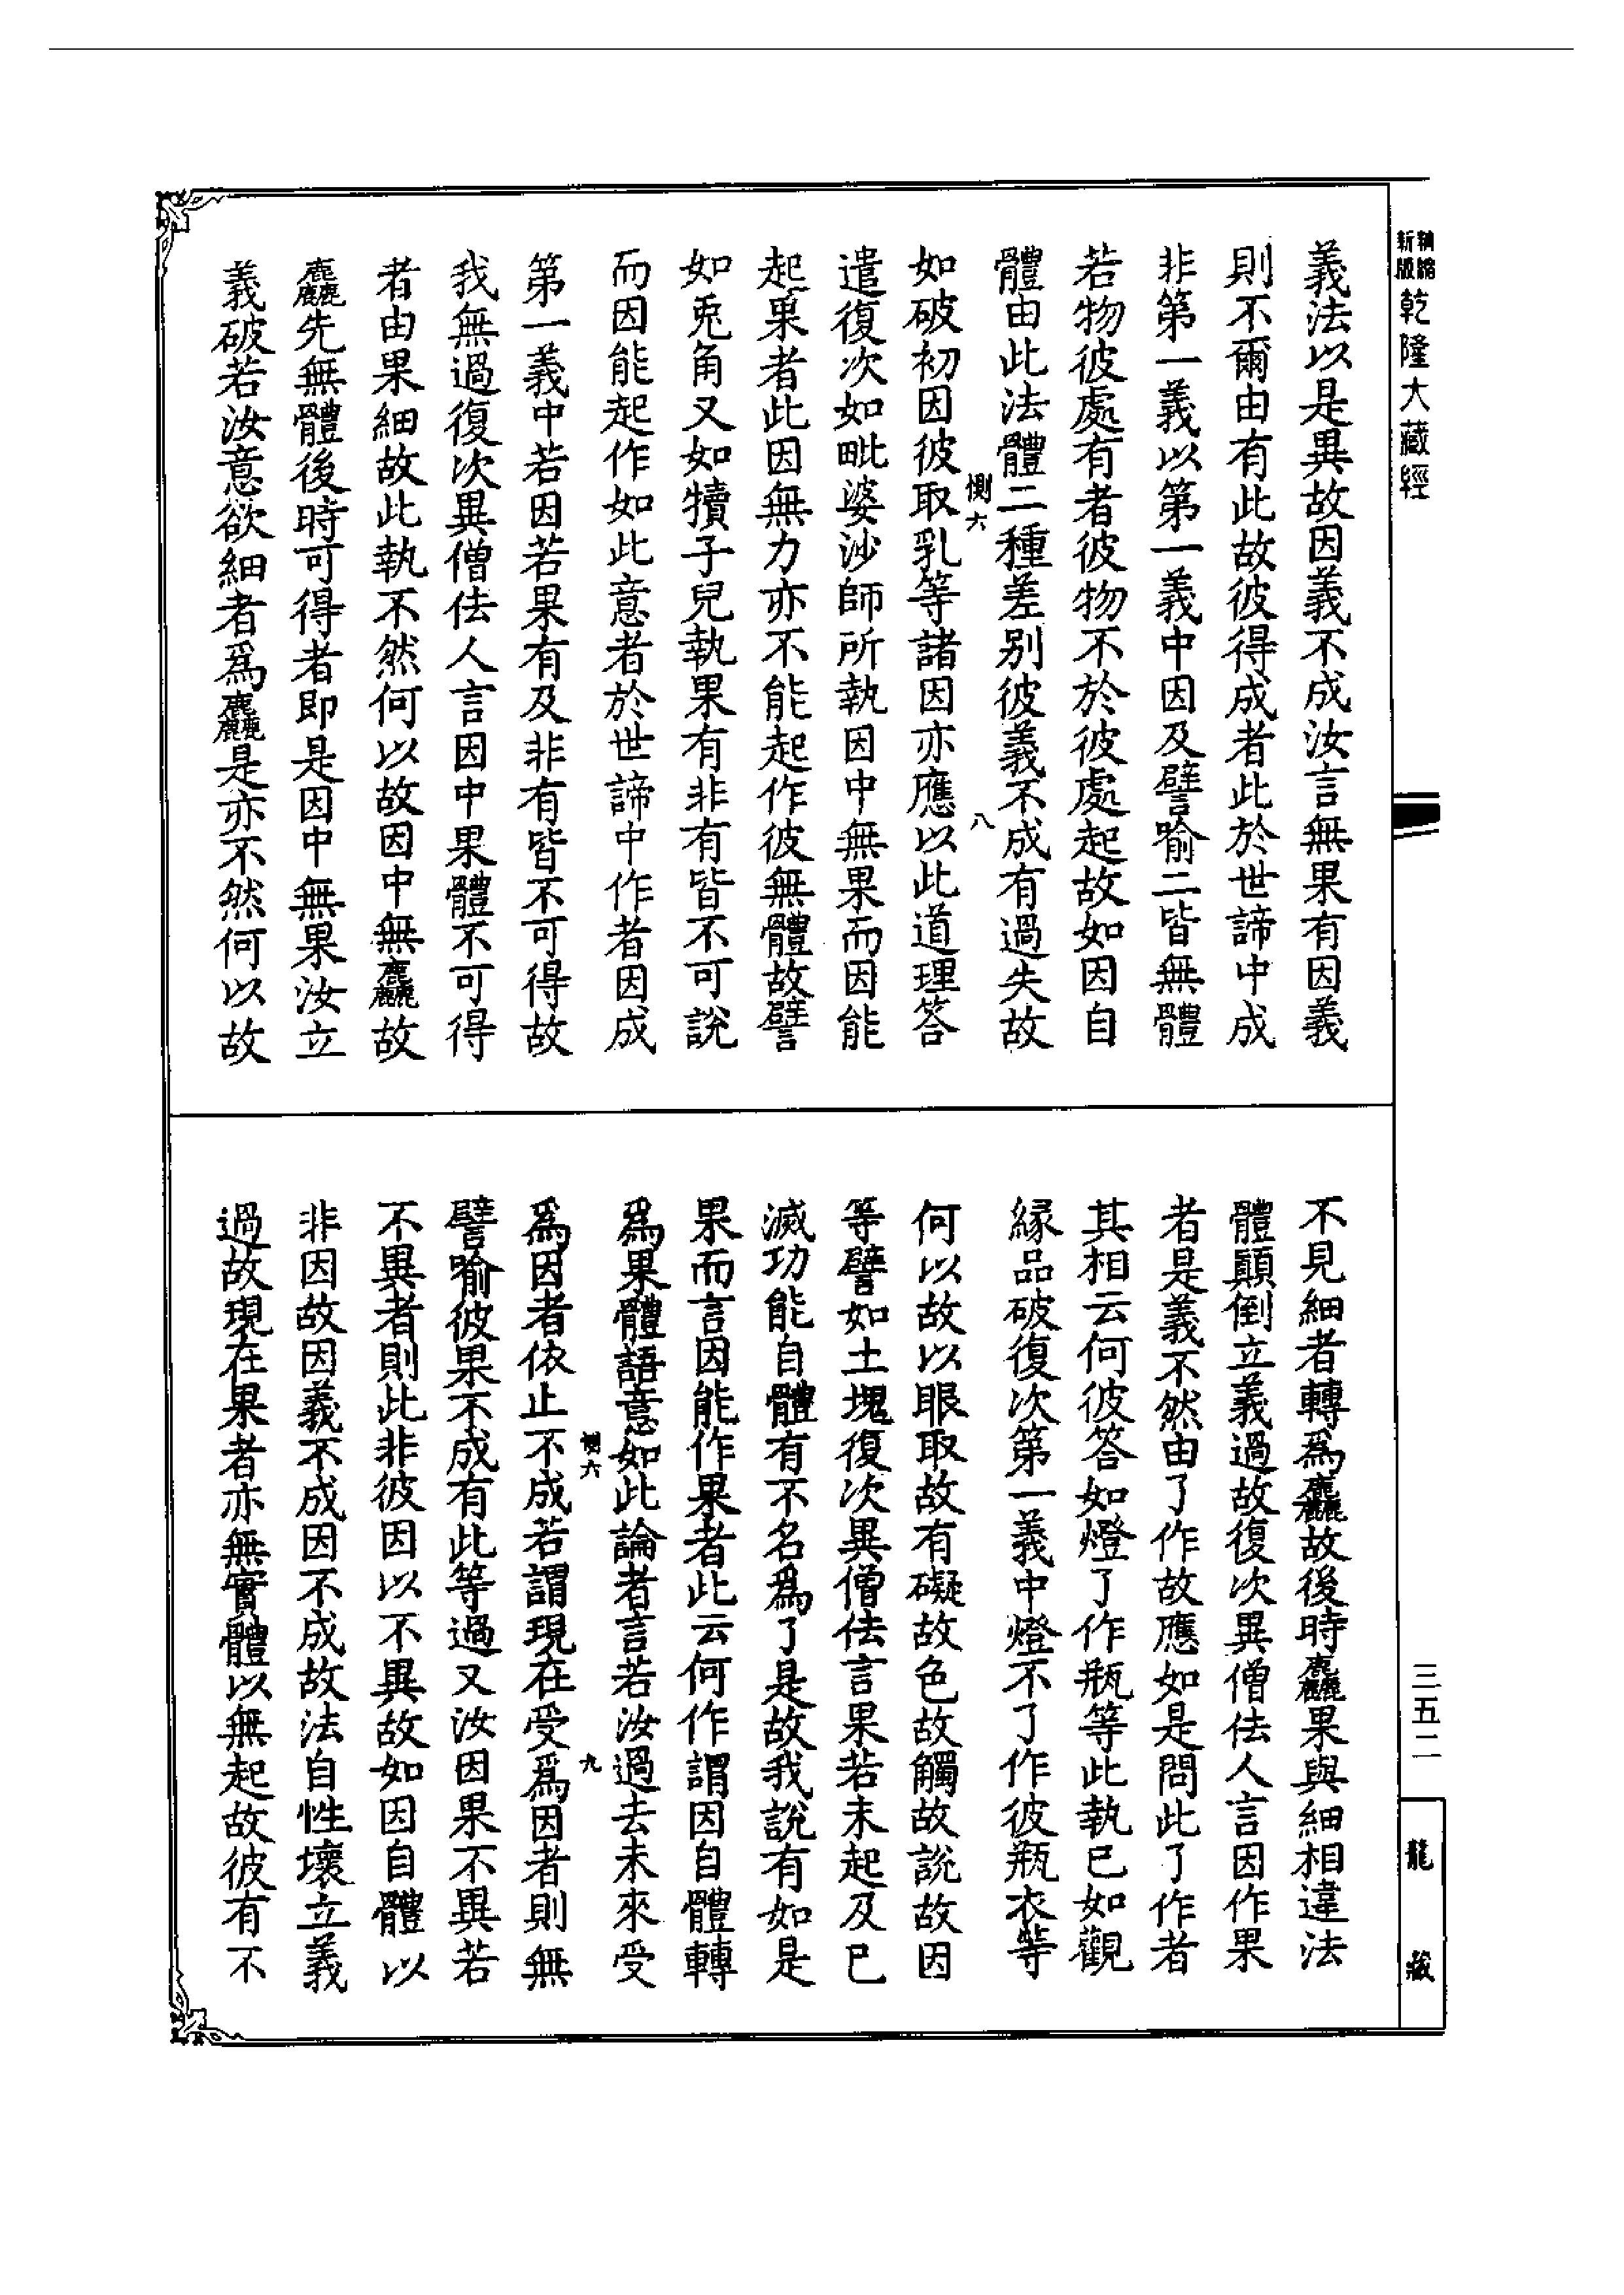 新版
精縮
乾隆大藏經
義法以是異故因義不成汝言無果有因義
則不爾由有此故彼得成者此於世諦中成
非第一義以第一義中因及譬喻二皆無體
若物彼處有者彼物不於彼處起故如因自
體由此法體二種差别彼義不成有過失故
惻六 八
如破初因彼取乳等諸因亦應以此道理答
遣復次如毗婆沙師所執因中無果而因能
起果者此因無力亦不能起作彼無體故譬
如兎角又如犢子兒執果有非有皆不可說
而因能起作如此意者於世諦中作者因成
第一義中若因若果有及非有皆不可得故
我無過復次異僧佉人言因中果體不可得
者由果細故此執不然何以故因中無麤故
麤先無體後時可得者即是因中無果汝立
義破若汝意欲細者爲麤是亦不然何以故
不見細者轉爲麤故後時麤果與細相違法
體顛倒立義過故復次異僧佉人言因作果
者是義不然由了作故應如是問此了作者
其相云何彼答如燈了作瓶等此執已如觀
緣品破復次第一義中燈不了作彼瓶衣等
何以故以眼取故有礙故色故觸故説故因
等譬如土塊復次異僧佉言果若未起及已
滅功能自體有不名爲了是故我說有如是
果而言因能作果者此云何作謂因自體轉
爲果體語意如此論者言若汝過去未來受
惻六 九
爲因者依止不成若謂現在受爲因者則無
譬喻彼果不成有此等過又汝因果不異若
不異者則此非彼因以不異故如因自體以
非因故因義不成因不成故法自性壞立義
過故現在果者亦無實體以無起故彼有不
三五二
龍藏